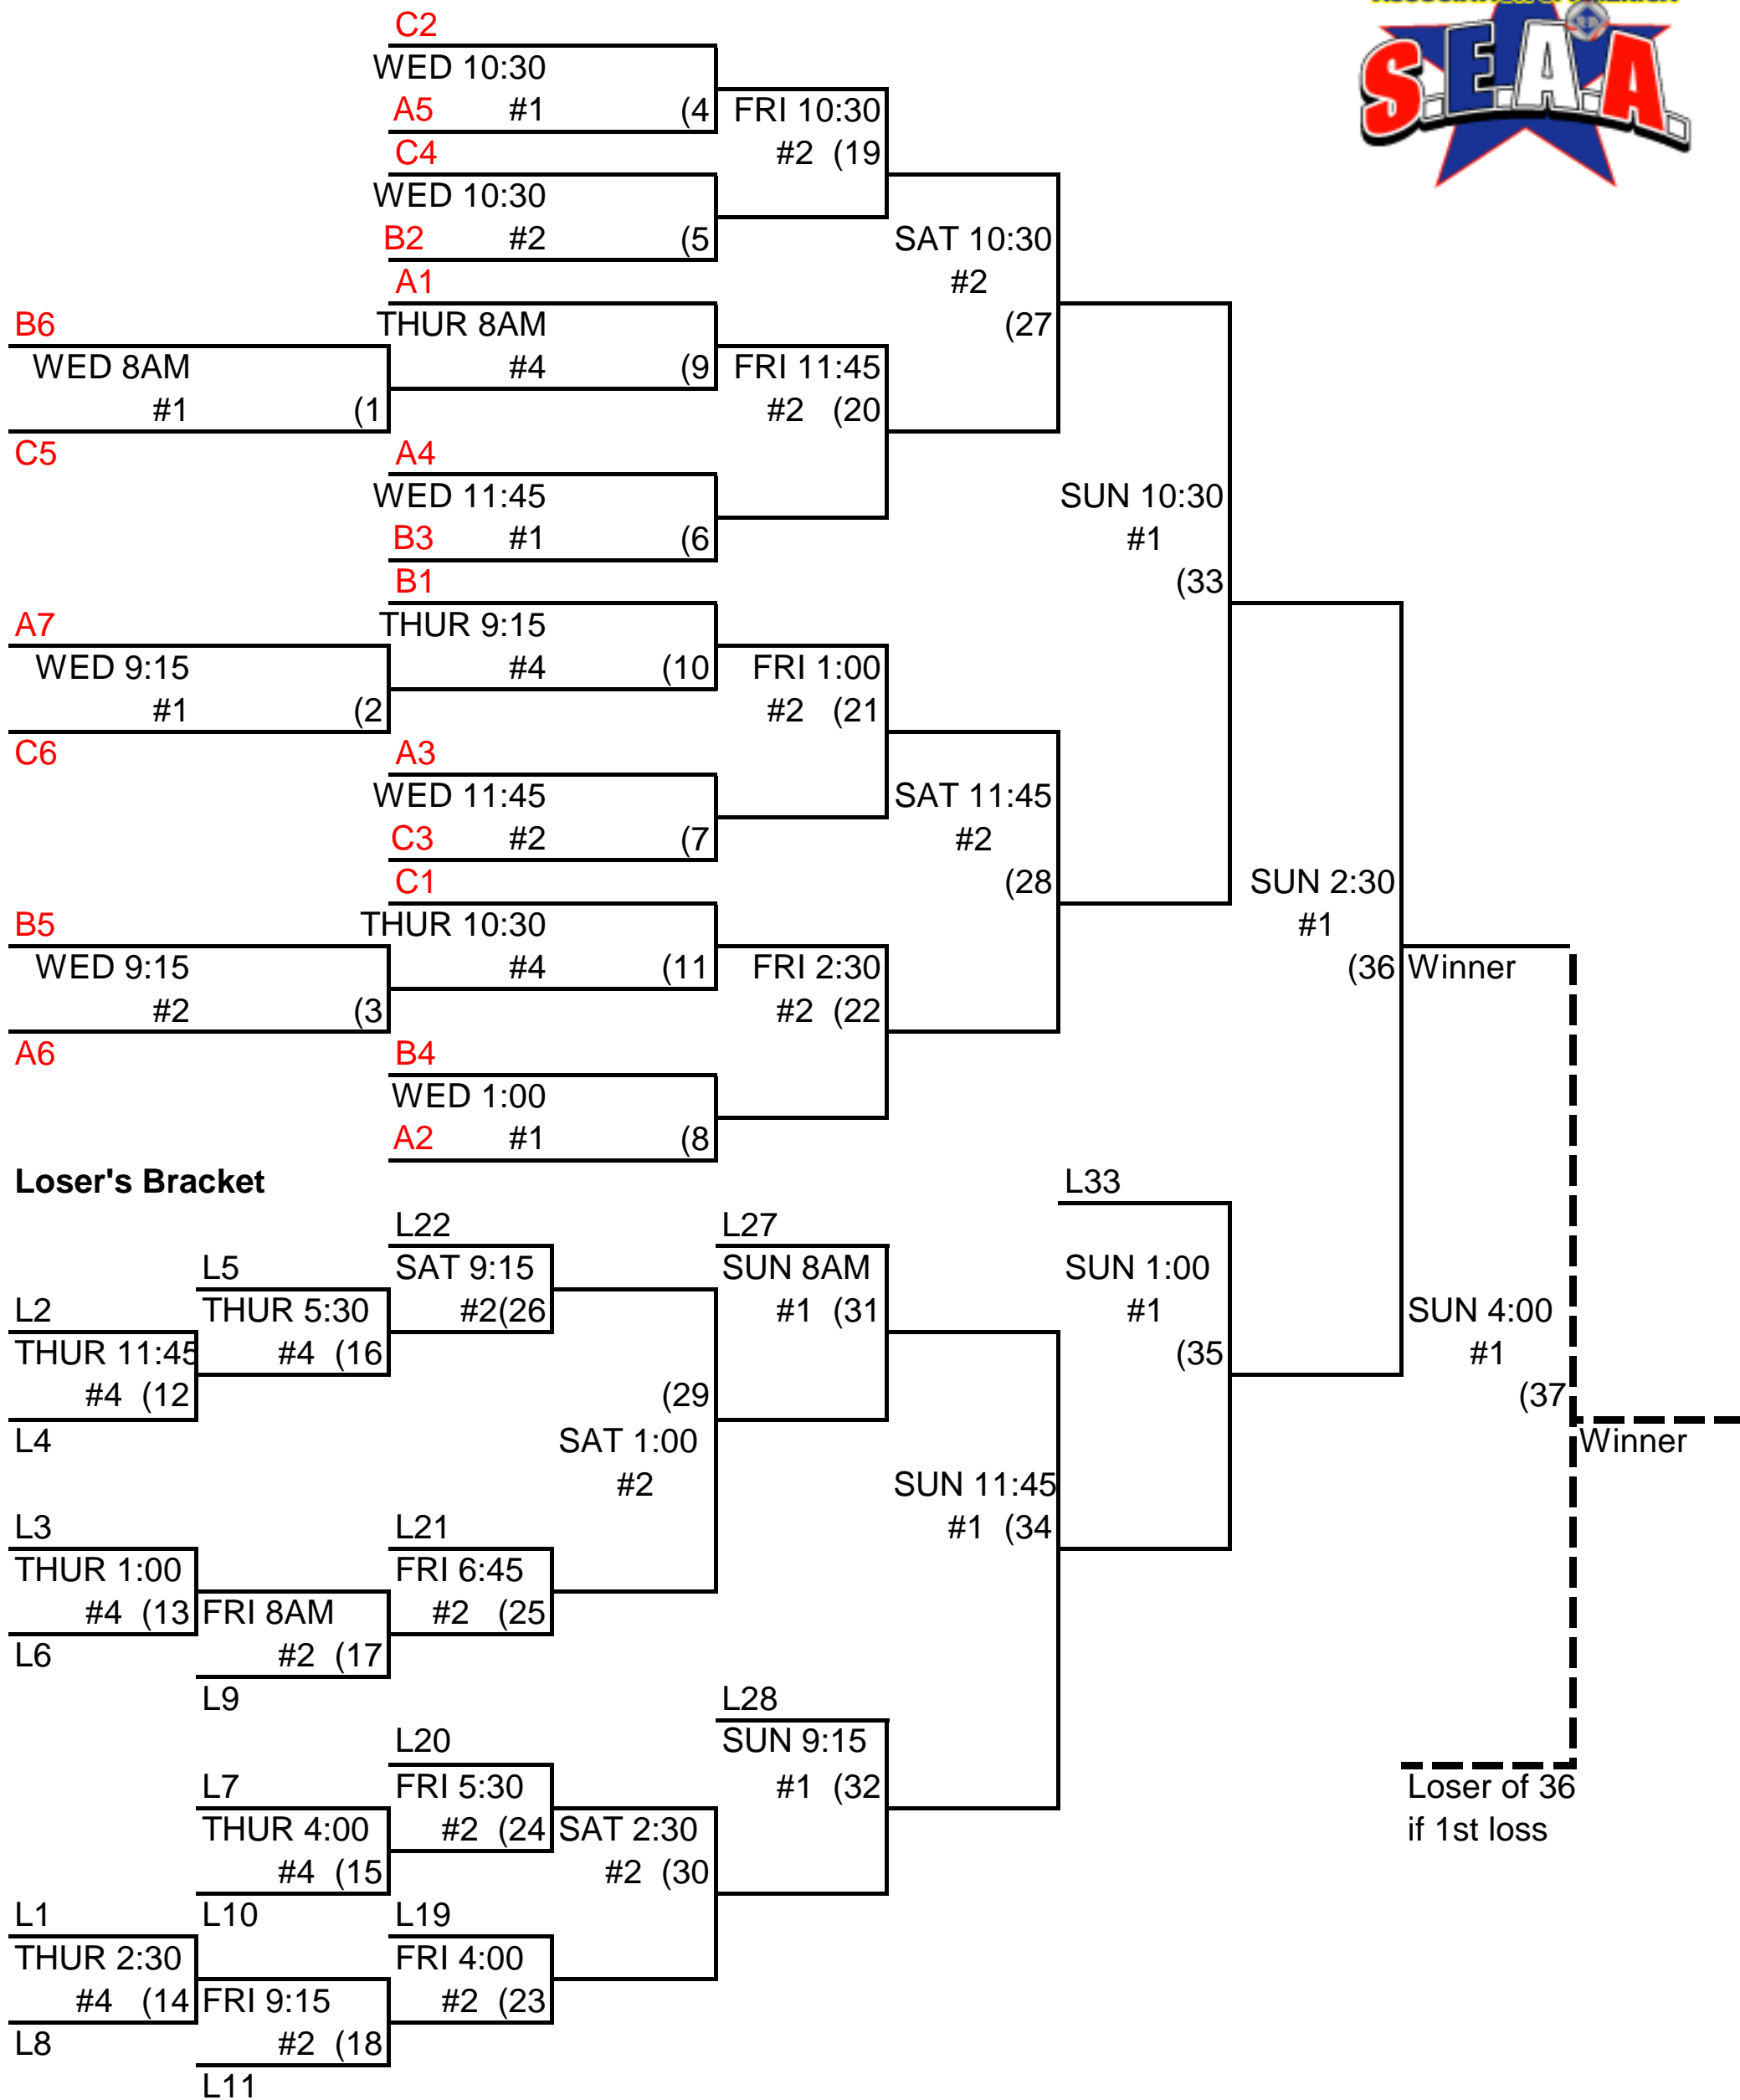 ASSOCIATION OF AMERICA
S.E.A.A.
C2
WED 10:30
A5 #1 (4
FRI 10:30
#2 (19
C4
WED 10:30
B2 #2 (5
SAT 10:30
#2
(27
A1
B6
THUR 8AM
#4 (9
WED 8AM
#1 (1
FRI 11:45
#2 (20
C5
A4
WED 11:45
B3 #1 (6
SUN 10:30
#1
(33
B1
A7
THUR 9:15
#4 (10
WED 9:15
#1 (2
FRI 1:00
#2 (21
C6
A3
WED 11:45
C3 #2 (7
SAT 11:45
#2
(28
C1
SUN 2:30
#1
(36
Winner
B5
THUR 10:30
#4 (11
WED 9:15
#2 (3
FRI 2:30
#2 (22
A6
B4
WED 1:00
A2 #1 (8
Loser's Bracket
L33
L22
L27
L5
SAT 9:15
#2(26
SUN 8AM
#1 (31
SUN 1:00
#1
(35
L2
THUR 5:30
#4 (16
THUR 11:45
#4 (12
L4
SUN 4:00
#1
(37
Winner
(29
SAT 1:00
#2
SUN 11:45
#1 (34
L3
THUR 1:00
#4 (13
L6
L21
FRI 6:45
#2 (25
FRI 8AM
#2 (17
L9
L28
SUN 9:15
#1 (32
L20
FRI 5:30
#2 (24
L7
THUR 4:00
#4 (15
L10
SAT 2:30
#2 (30
Loser of 36
if 1st loss
L1
THUR 2:30
#4 (14
L8
L19
FRI 4:00
#2 (23
FRI 9:15
#2 (18
L11